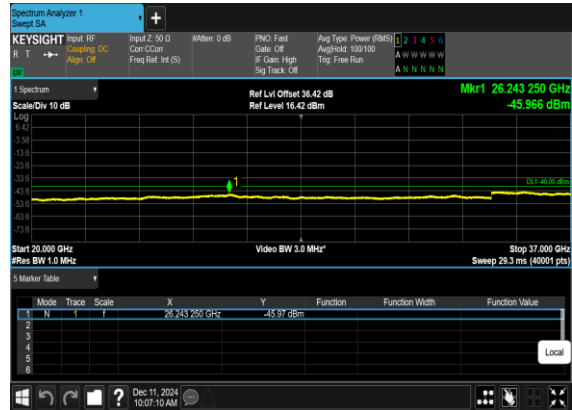 Spectrum Analyzer 1
Swept SA
KEYSIGHT Input: RF Input Z: 50 Ω #Atten: 0 dB PNO: Fast Avg Type: Power (RMS) 1 2 3 4 5 6
R T Coupling: DC Corr CCorr Gate: Off Avg|Hold: 100/100 A W W W W W
Align: Off Freq Ref: Int (S) IF Gain: High Trig: Free Run A N N N N N
Sig Track: Off
1 Spectrum Ref Lvl Offset 36.42 dB Mkr1 26.243 250 GHz
Scale/Div 10 dB Ref Level 16.42 dBm -45.966 dBm
Log
6.42
-3.58
-13.6
-23.6
-33.6
-43.6
-53.6
-63.6
-73.6
1
DL1 -40.00 dBm
Start 20.000 GHz Video BW 3.0 MHz* Stop 37.000 GHz
#Res BW 1.0 MHz Sweep 29.3 ms (40001 pts)
5 Marker Table
Mode Trace Scale X Y Function Function Width Function Value
1 N 1 f 26.243 250 GHz -45.97 dBm
2
3
4
5
6
Local
? Dec 11, 2024
10:07:10 AM